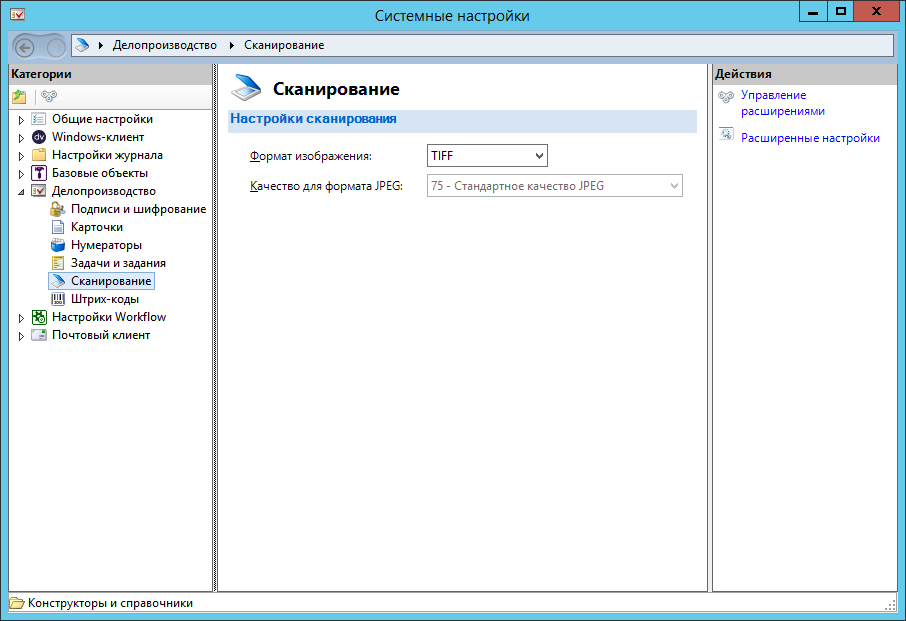 Системные настройки
Делопроизводство
Сканирование
Категории
Общие настройки
dv Windows-клиент
Настройки журнала
Базовые объекты
Делопроизводство
Подписи и шифрование
Карточки
Нумераторы
Задачи и задания
Сканирование
Штрих-коды
Настройки Workflow
Почтовый клиент
Сканирование
Настройки сканирования
Формат изображения: TIFF
Качество для формата JPEG: 75 - Стандартное качество JPEG
Действия
Управление
расширениями
Расширенные настройки
Конструкторы и справочники